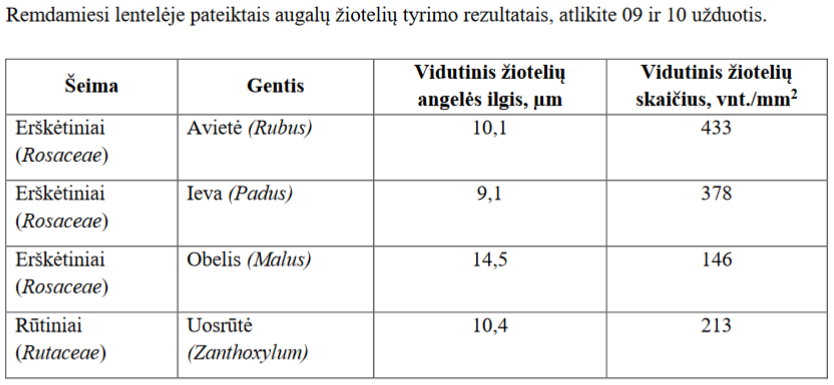 Remdamiesi lentelėje pateiktais augalų žiotelių tyrimo rezultatais, atlikite 09 ir 10 užduotis.
Šeima
Gentis
Vidutinis žiotelių
angelės ilgis, µm
Vidutinis žiotelių
skaičius, vnt./mm²
Erškėtiniai
(Rosaceae)
Avietė (Rubus)
10,1
433
Erškėtiniai
(Rosaceae)
Ieva (Padus)
9,1
378
Erškėtiniai
(Rosaceae)
Obelis (Malus)
14,5
146
Rūtiniai
(Rutaceae)
Uosrūtė
(Zanthoxylum)
10,4
213